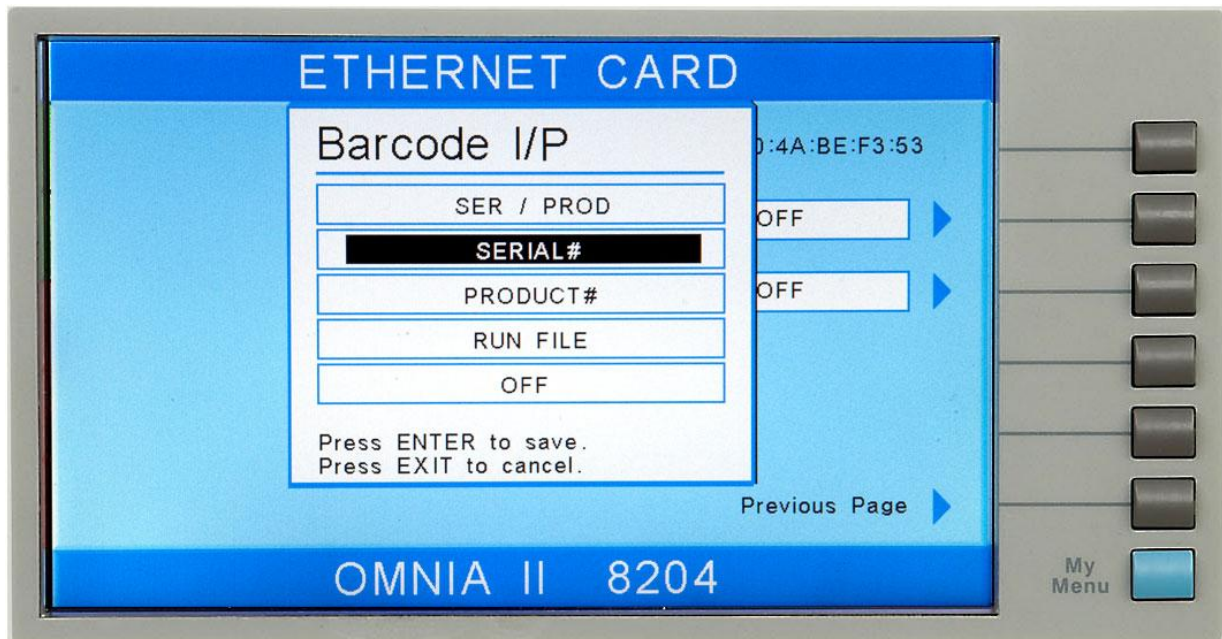 ETHERNET CARD
Barcode I/P
:4A:BE:F3:53
SER / PROD
OFF
SERIAL#
PRODUCT#
OFF
RUN FILE
OFF
Press ENTER to save.
Press EXIT to cancel.
Previous Page
OMNIA II 8204
My
Menu